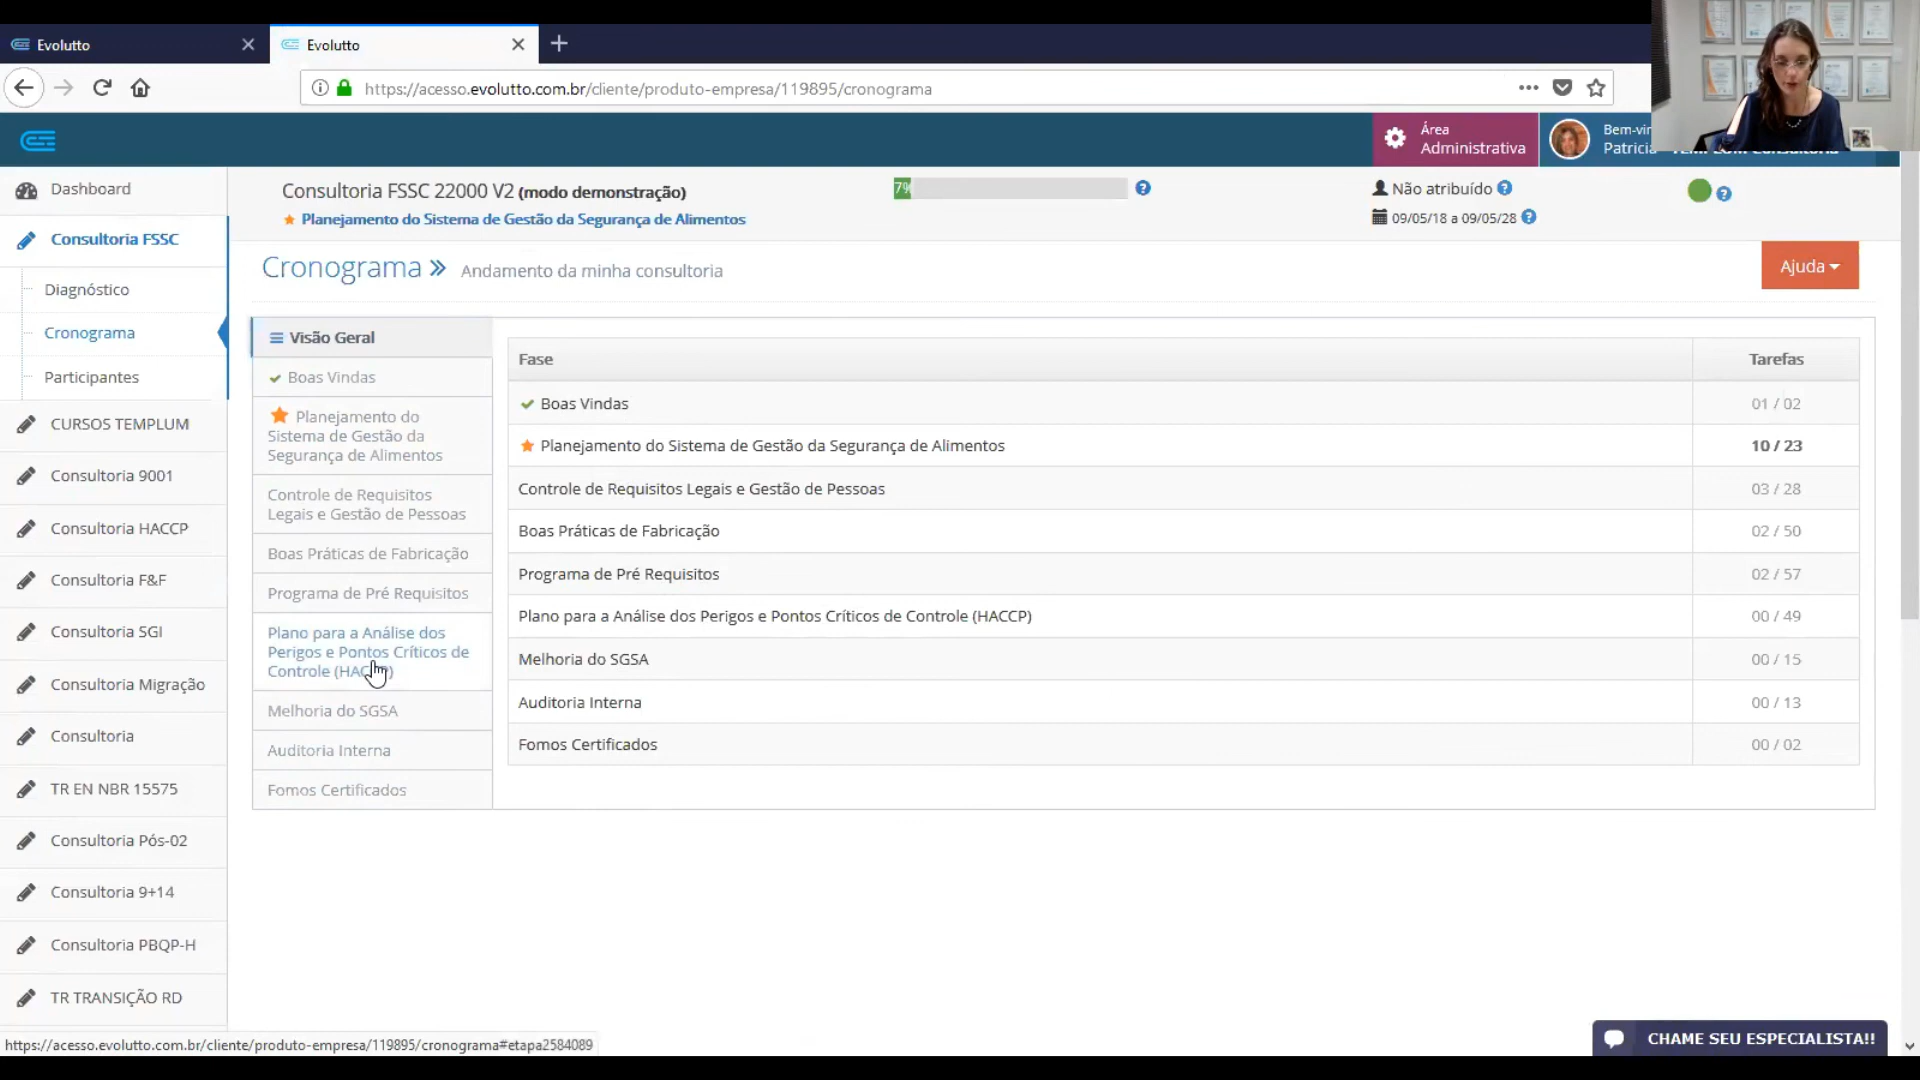 Evolutto
Evolutto
https://acesso.evolutto.com.br/cliente/produto-empresa/119895/cronograma
Área
Administrativa
Bem-vin
Patricia
Dashboard
Consultoria FSSC
Diagnóstico
Cronograma
Participantes
CURSOS TEMPLUM
Consultoria 9001
Consultoria HACCP
Consultoria F&F
Consultoria SGI
Consultoria Migração
Consultoria
TR EN NBR 15575
Consultoria Pós-02
Consultoria 9+14
Consultoria PBQP-H
TR TRANSIÇÃO RD
Consultoria FSSC 22000 V2 (modo demonstração)
Planejamento do Sistema de Gestão da Segurança de Alimentos
7%
Não atribuído
09/05/18 a 09/05/28
Cronograma » Andamento da minha consultoria
Ajuda
Visão Geral
Boas Vindas
Planejamento do
Sistema de Gestão da
Segurança de Alimentos
Controle de Requisitos
Legais e Gestão de Pessoas
Boas Práticas de Fabricação
Programa de Pré Requisitos
Plano para a Análise dos
Perigos e Pontos Críticos de
Controle (HACCP)
Melhoria do SGSA
Auditoria Interna
Fomos Certificados
Fase Tarefas
Boas Vindas 01 / 02
Planejamento do Sistema de Gestão da Segurança de Alimentos 10 / 23
Controle de Requisitos Legais e Gestão de Pessoas 03 / 28
Boas Práticas de Fabricação 02 / 50
Programa de Pré Requisitos 02 / 57
Plano para a Análise dos Perigos e Pontos Críticos de Controle (HACCP) 00 / 49
Melhoria do SGSA 00 / 15
Auditoria Interna 00 / 13
Fomos Certificados 00 / 02
https://acesso.evolutto.com.br/cliente/produto-empresa/119895/cronograma#etapa2584089
CHAME SEU ESPECIALISTA!!